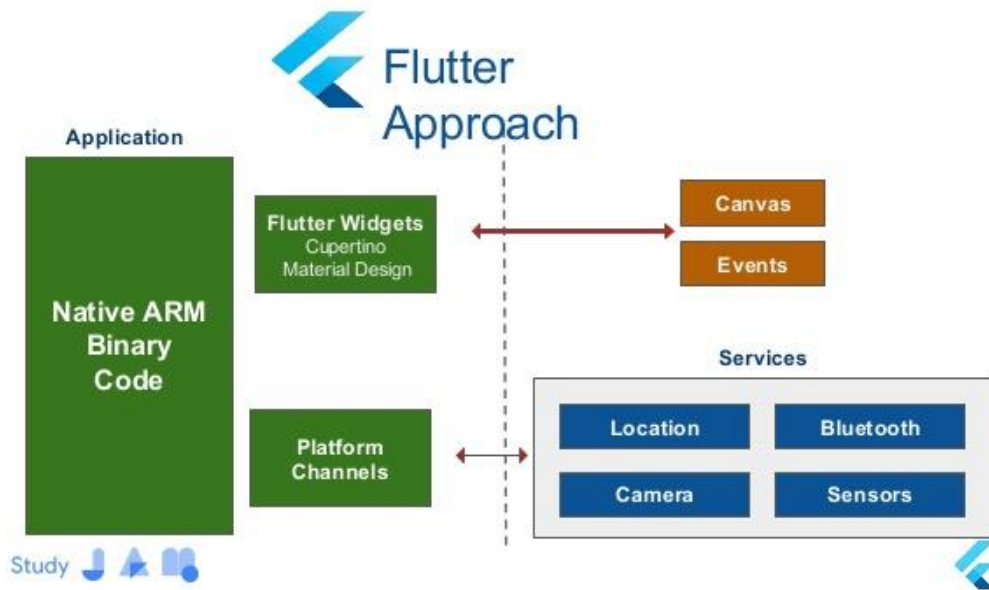 Flutter
Approach
Application
Native ARM
Binary
Code
Flutter Widgets
Cupertino
Material Design
Platform
Channels
Canvas
Events
Services
Location
Bluetooth
Camera
Sensors
Study JAM